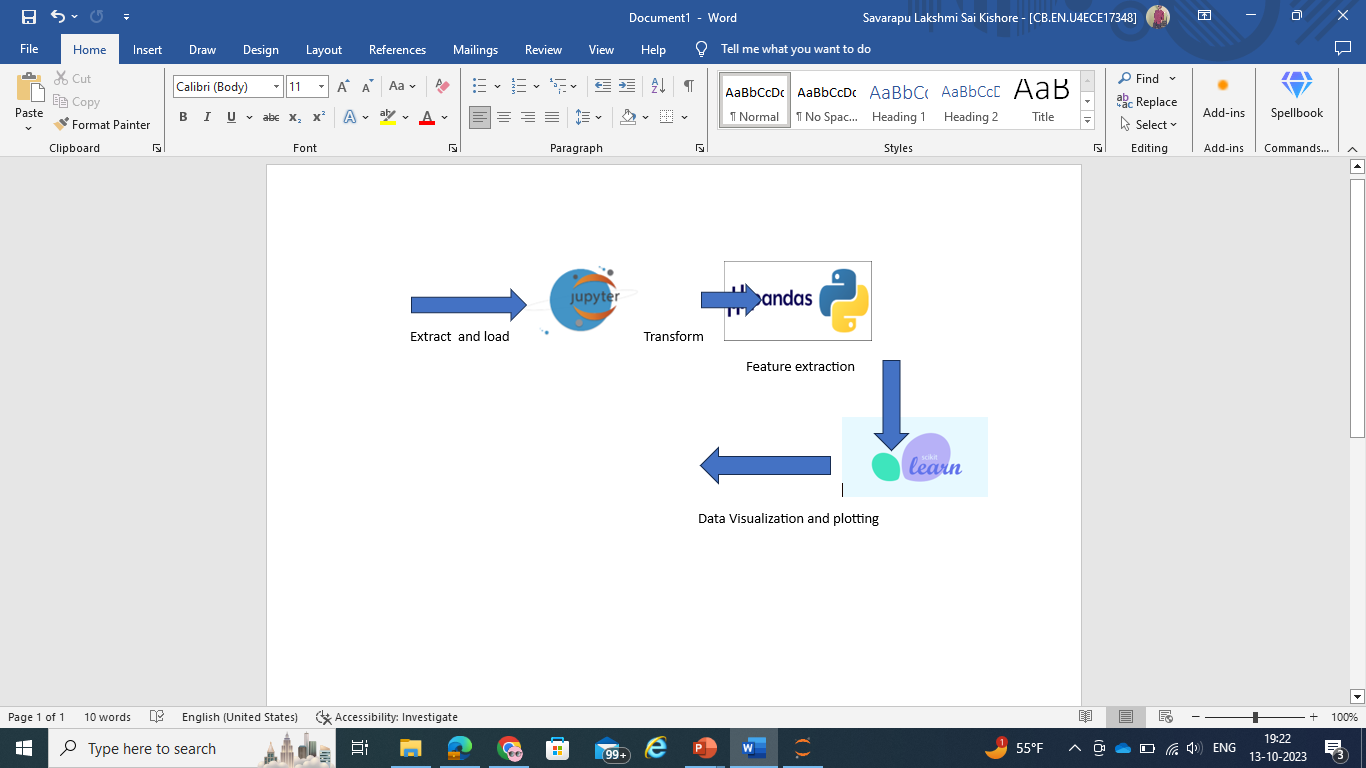 Document1 - Word
Savarapu Lakshmi Sai Kishore - [CB.EN.U4ECE17348]
File Home Insert Draw Design Layout References Mailings Review View Help Tell me what you want to do
Paste
Cut
Copy
Format Painter
Clipboard
Calibri (Body) 11
Aa
B I U abc x₂ x²
Font
Paragraph
AaBbCcDc AaBbCcDc AaBbCc AaBbCcD AaB
¶ Normal ¶ No Spac... Heading 1 Heading 2 Title
Styles
Find
Replace
Select
Editing
Add-ins
Add-ins
Spellbook
Commands...
jupyter
pandas
Extract and load
Transform
Feature extraction
scikit
learn
Data Visualization and plotting
Page 1 of 1 10 words English (United States) Accessibility: Investigate 100%
Type here to search
99+
55°F
ENG
19:22
13-10-2023
3